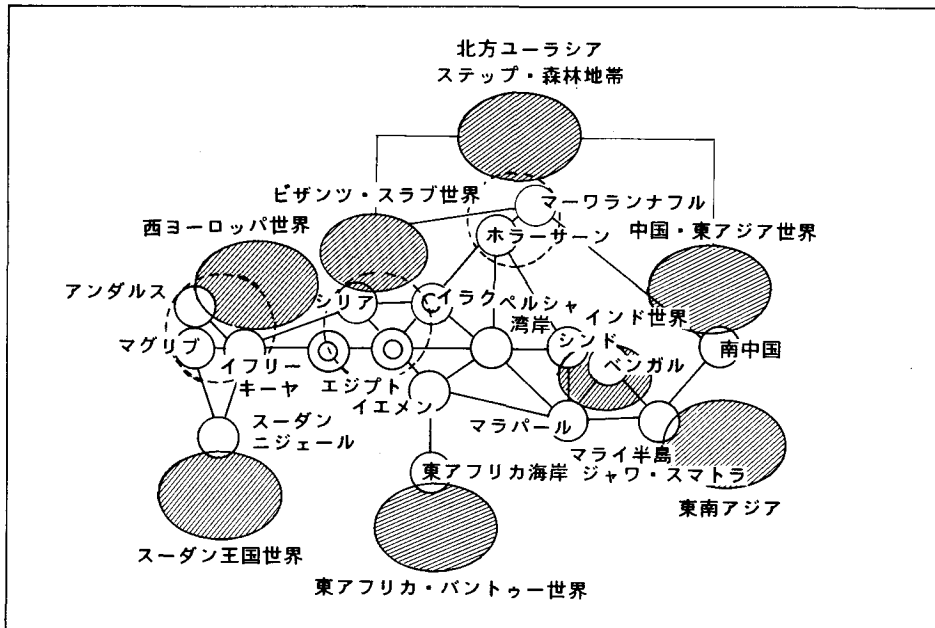 北方ユーラシア
ステップ・森林地帯
ビザンツ・スラブ世界
マーワランナフル
西ヨーロッパ世界
ホラーサーン
中国・東アジア世界
アンダルス
シリア
イラク
ペルシャ
湾岸
インド世界
マグリブ
シンド
南中国
イフリー
キーヤ
エジプト
ベンガル
イエメン
スーダン
ニジェール
マラパール
マライ半島
東アフリカ海岸
ジャワ・スマトラ
東南アジア
スーダン王国世界
東アフリカ・バントゥー世界